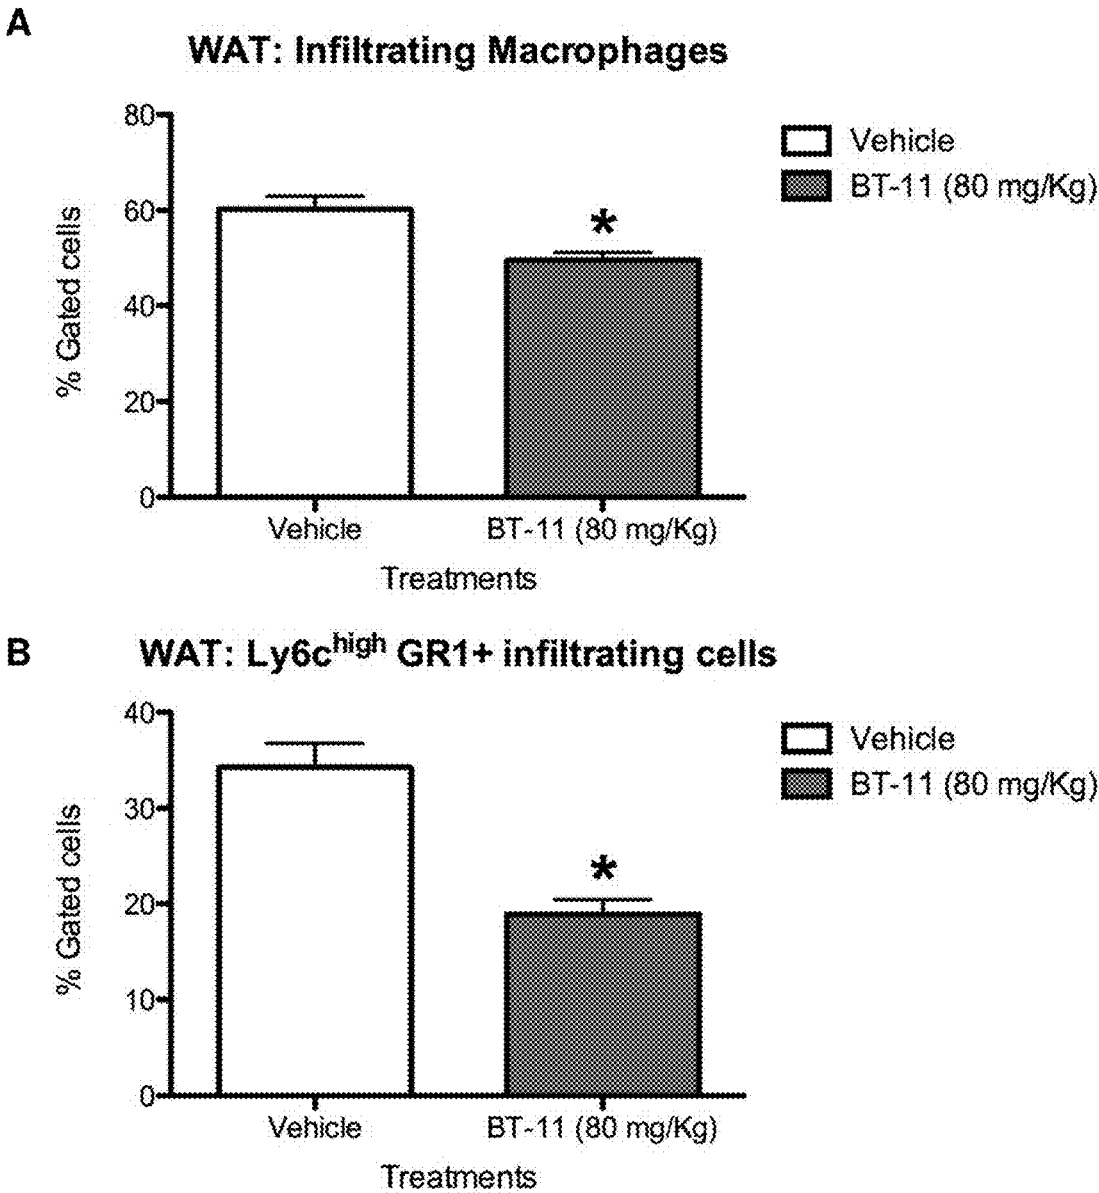 A
WAT: Infiltrating Macrophages
80
60
40
20
0
% Gated cells
*
Vehicle
BT-11 (80 mg/Kg)
Vehicle
BT-11 (80 mg/Kg)
Treatments
B
WAT: Ly6c^high GR1+ infiltrating cells
40
30
20
10
0
% Gated cells
*
Vehicle
BT-11 (80 mg/Kg)
Vehicle
BT-11 (80 mg/Kg)
Treatments